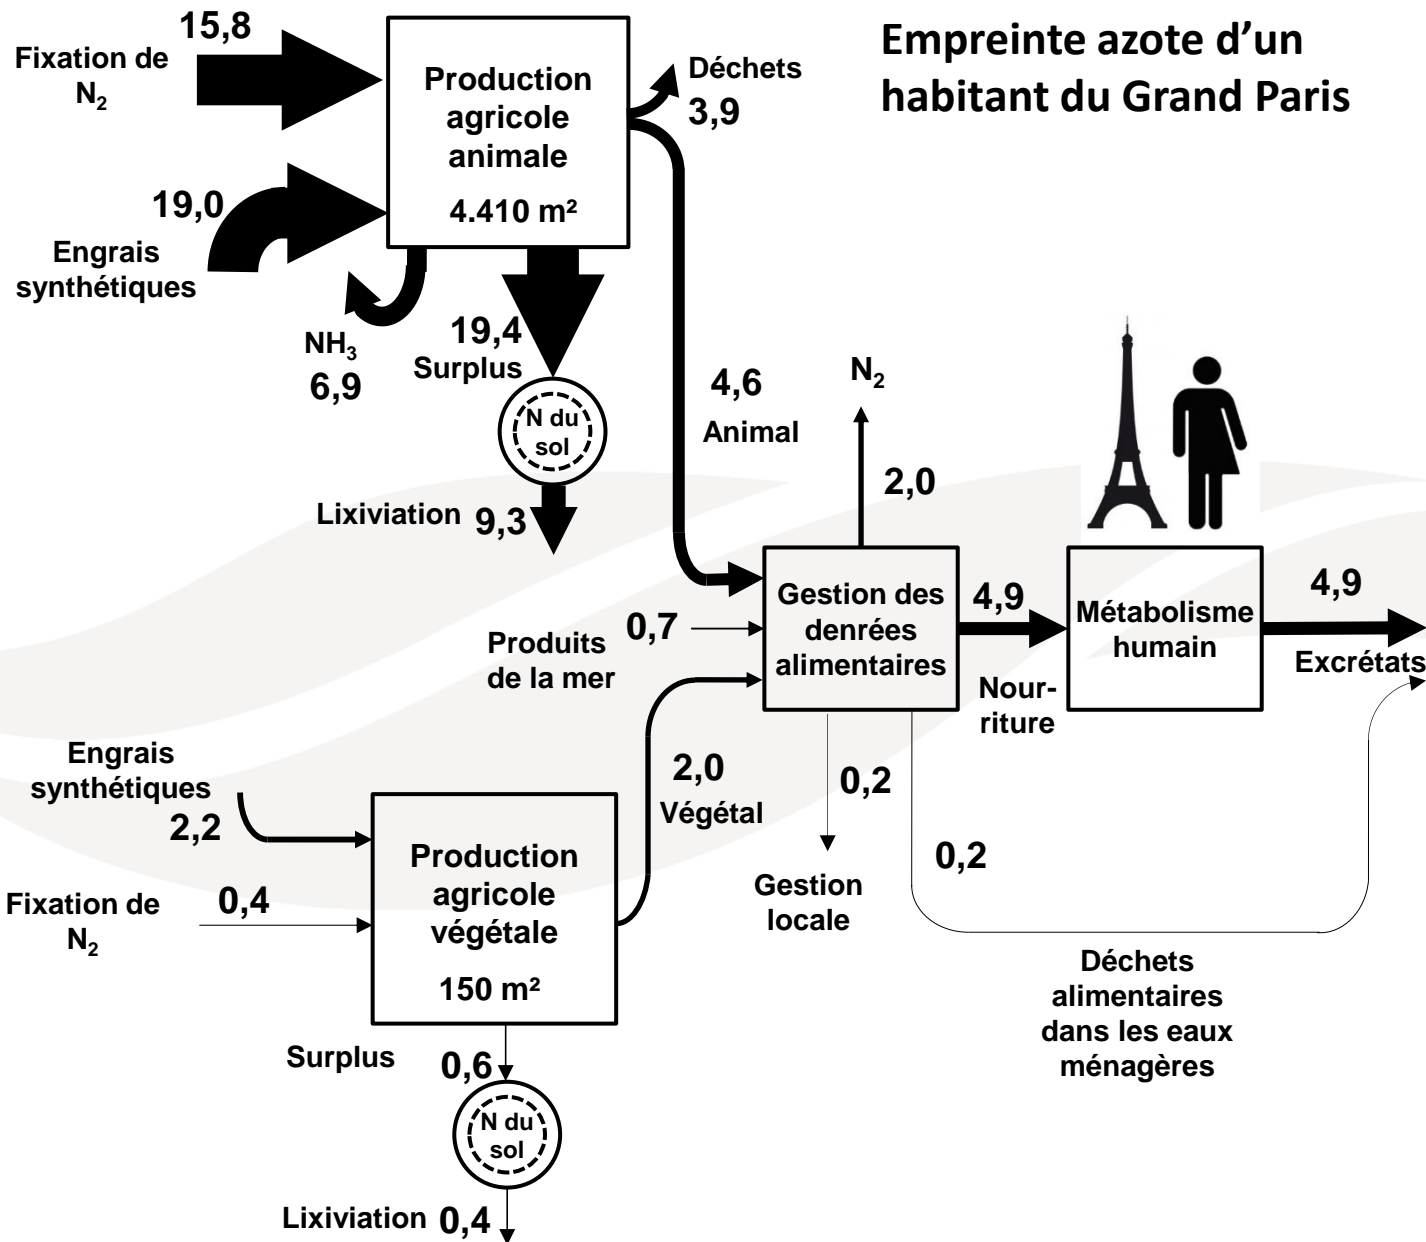 Empreinte azote d’un
habitant du Grand Paris
15,8
Fixation de
N₂
19,0
Engrais
synthétiques
Production
agricole
animale
4.410 m²
Déchets
3,9
NH₃
6,9
19,4
Surplus
N du
sol
Lixiviation 9,3
4,6
Animal
N₂
2,0
Produits
de la mer
0,7
Gestion des
denrées
alimentaires
4,9
Nour-
riture
Métabolisme
humain
4,9
Excrétats
Engrais
synthétiques
2,2
Fixation de
N₂
0,4
Production
agricole
végétale
150 m²
2,0
Végétal
0,2
Gestion
locale
0,2
Déchets
alimentaires
dans les eaux
ménagères
Surplus
0,6
N du
sol
Lixiviation 0,4